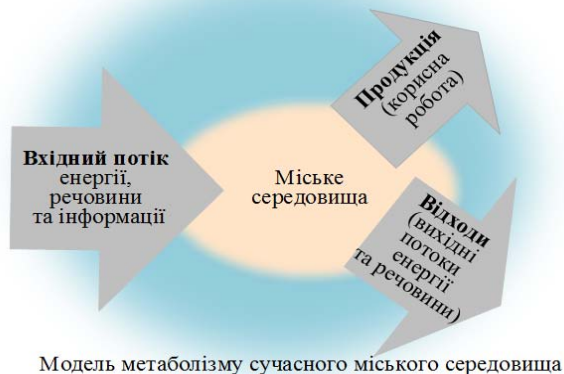 Вхідний потік
енергії,
речовини
та інформації
Міське
середовища
Продукція
(корисна
робота)
Відходи
(вихідні
потоки
енергії
та речовини)
Модель метаболізму сучасного міського середовища